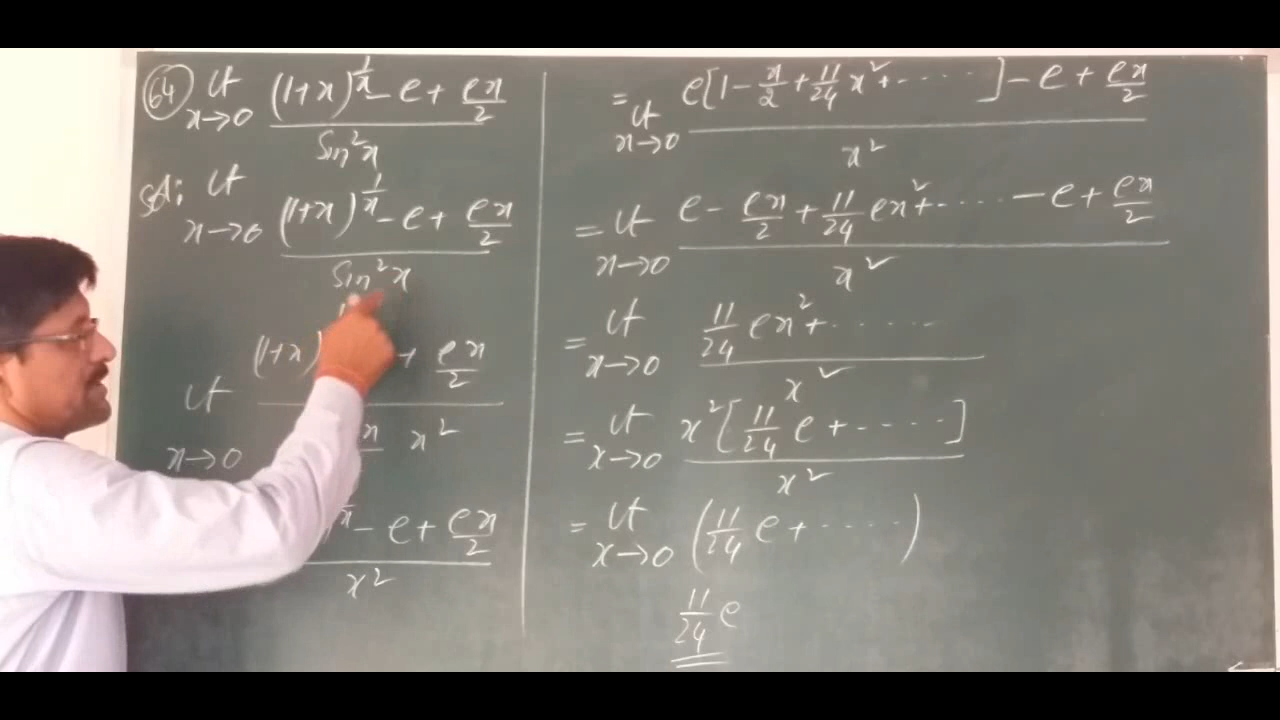 64 lt x→0 ((1+x)^(1/x) - e + ex/2) / Sin²x
Sol: lt x→0 ((1+x)^(1/x) - e + ex/2) / Sin²x
lt x→0 (1+x) + ex/2 / x²
- e + ex/2 / x²
= lt x→0 (e[1 - x/2 + 11/24 x² + ·····] - e + ex/2) / x²
= lt x→0 (e - ex/2 + 11/24 ex² + ····· - e + ex/2) / x²
= lt x→0 (11/24 ex² + ······) / x²
= lt x→0 x²[11/24 e + -----] / x²
= lt x→0 (11/24 e + ······)
11/24 e